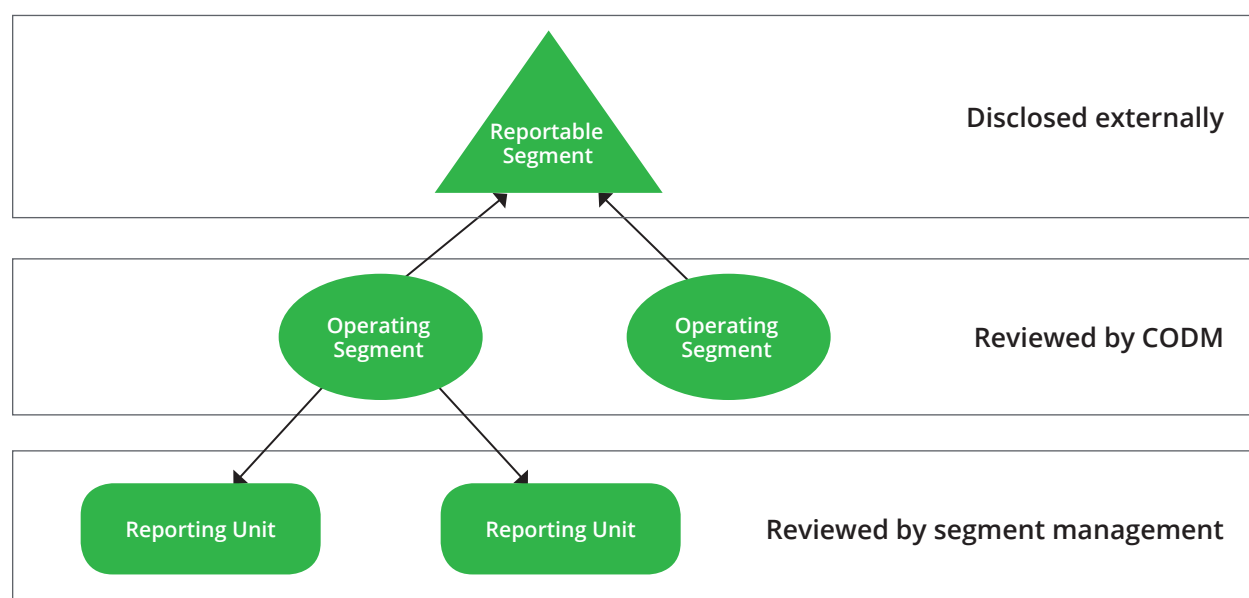 Reportable
Segment
Disclosed externally
Operating
Segment
Operating
Segment
Reviewed by CODM
Reporting Unit
Reporting Unit
Reviewed by segment management